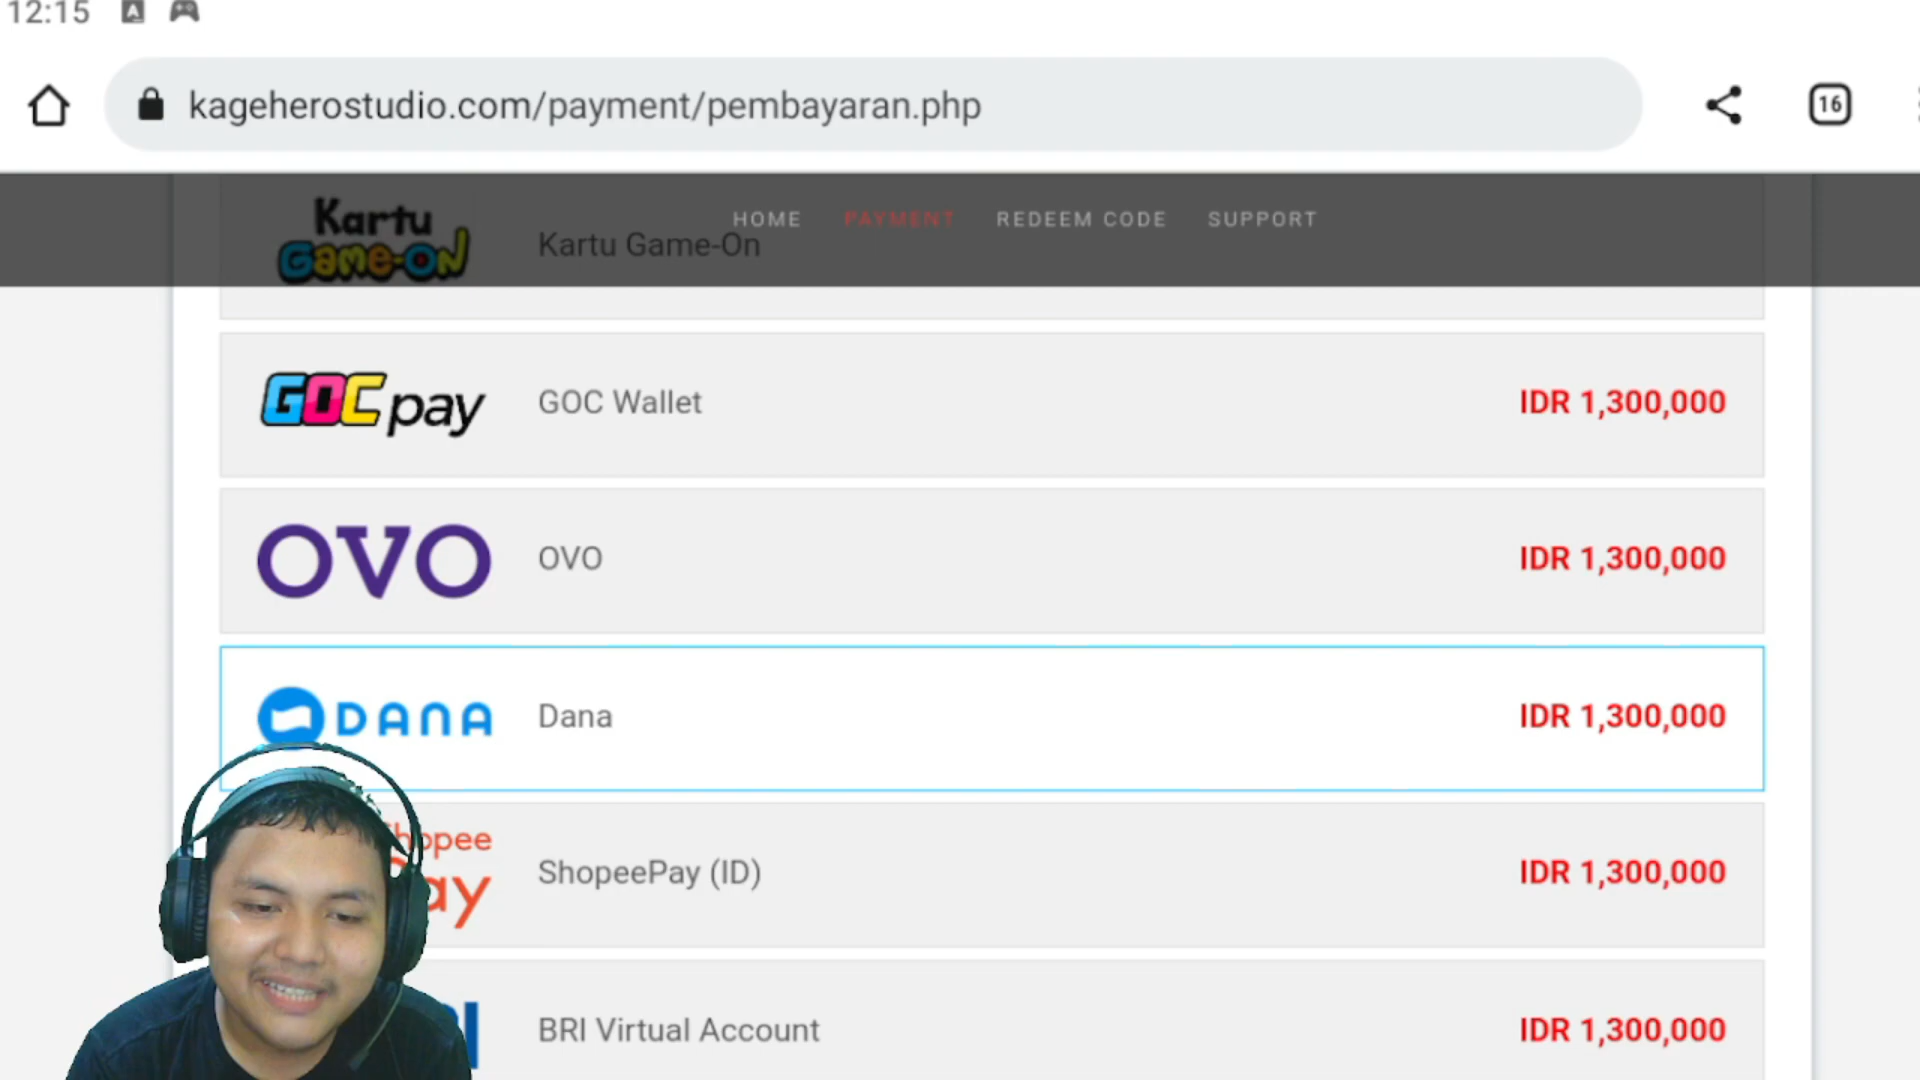 12:15
A
kageherostudio.com/payment/pembayaran.php
16
HOME PAYMENT REDEEM CODE SUPPORT
Kartu Game-On Kartu Game-On
GOC pay GOC Wallet IDR 1,300,000
OVO OVO IDR 1,300,000
DANA Dana IDR 1,300,000
hopee ay ShopeePay (ID) IDR 1,300,000
BRI Virtual Account IDR 1,300,000